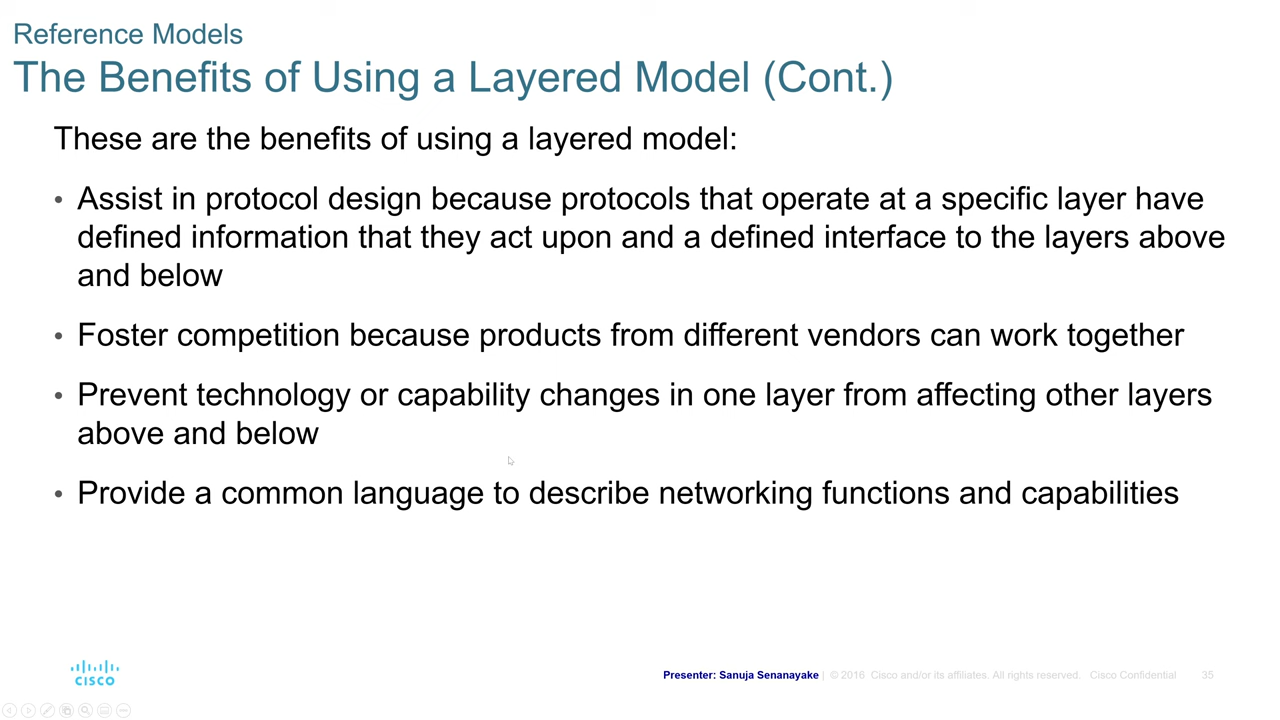 Reference Models
The Benefits of Using a Layered Model (Cont.)
These are the benefits of using a layered model:
• Assist in protocol design because protocols that operate at a specific layer have
defined information that they act upon and a defined interface to the layers above
and below
• Foster competition because products from different vendors can work together
• Prevent technology or capability changes in one layer from affecting other layers
above and below
• Provide a common language to describe networking functions and capabilities
CISCO
Presenter: Sanuja Senanayake | © 2016 Cisco and/or its affiliates. All rights reserved. Cisco Confidential 35